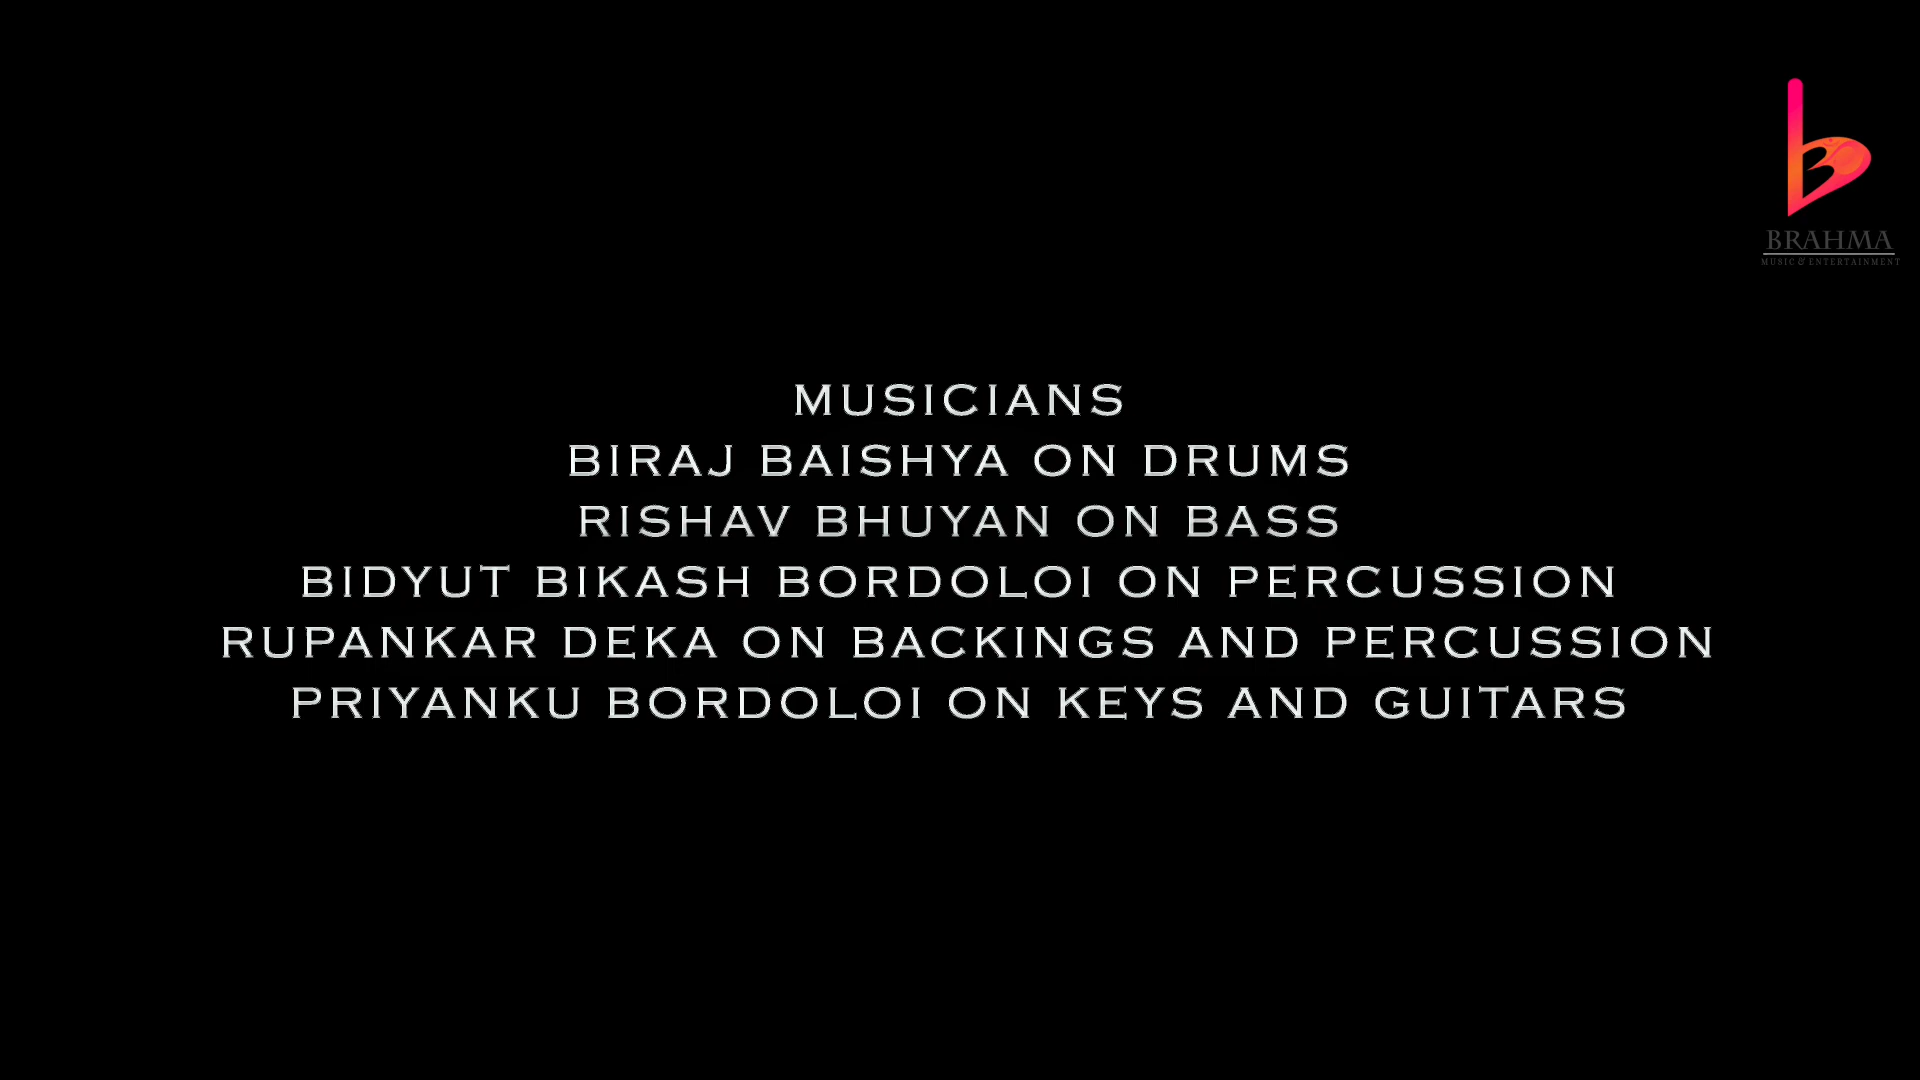 BRAHMA
MUSIC & ENTERTAINMENT
MUSICIANS
BIRAJ BAISHYA ON DRUMS
RISHAV BHUYAN ON BASS
BIDYUT BIKASH BORDOLOI ON PERCUSSION
RUPANKAR DEKA ON BACKINGS AND PERCUSSION
PRIYANKU BORDOLOI ON KEYS AND GUITARS